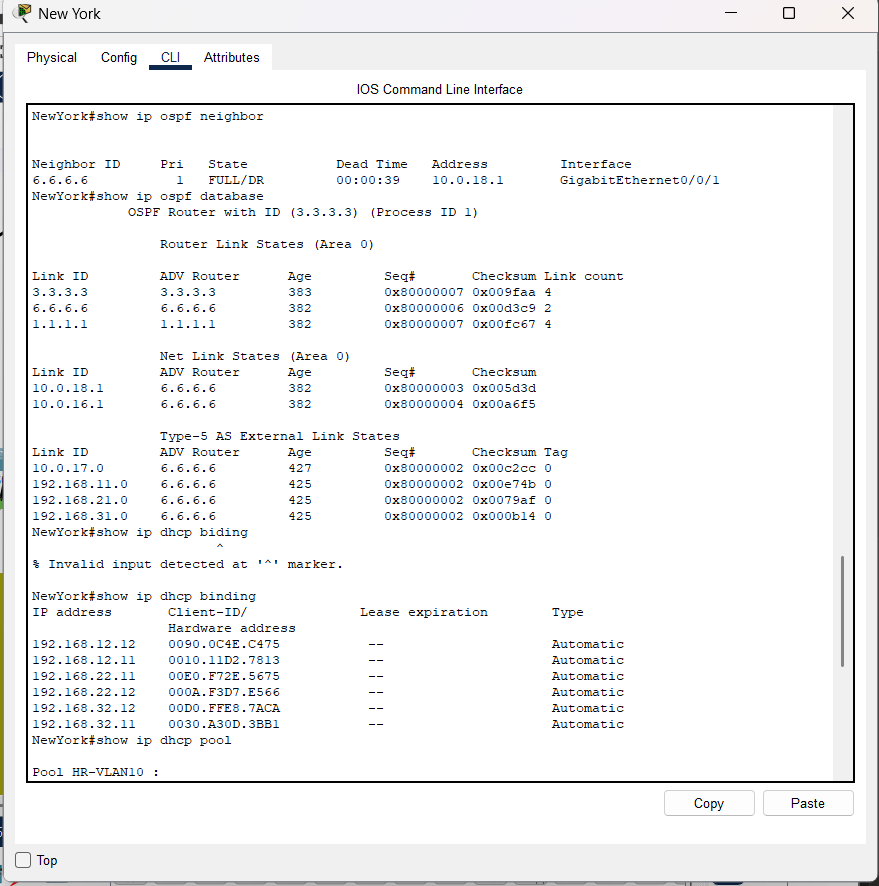 New York
Physical Config CLI Attributes
IOS Command Line Interface
NewYork#show ip ospf neighbor
Neighbor ID Pri State Dead Time Address Interface
6.6.6.6 1 FULL/DR 00:00:39 10.0.18.1 GigabitEthernet0/0/1
NewYork#show ip ospf database
OSPF Router with ID (3.3.3.3) (Process ID 1)
Router Link States (Area 0)
Link ID ADV Router Age Seq# Checksum Link count
3.3.3.3 3.3.3.3 383 0x80000007 0x009faa 4
6.6.6.6 6.6.6.6 382 0x80000006 0x00d3c9 2
1.1.1.1 1.1.1.1 382 0x80000007 0x00fc67 4
Net Link States (Area 0)
Link ID ADV Router Age Seq# Checksum
10.0.18.1 6.6.6.6 382 0x80000003 0x005d3d
10.0.16.1 6.6.6.6 382 0x80000004 0x00a6f5
Type-5 AS External Link States
Link ID ADV Router Age Seq# Checksum Tag
10.0.17.0 6.6.6.6 427 0x80000002 0x00c2cc 0
192.168.11.0 6.6.6.6 425 0x80000002 0x00e74b 0
192.168.21.0 6.6.6.6 425 0x80000002 0x0079af 0
192.168.31.0 6.6.6.6 425 0x80000002 0x000b14 0
NewYork#show ip dhcp biding
^
% Invalid input detected at '^' marker.
NewYork#show ip dhcp binding
IP address Client-ID/ Lease expiration Type
Hardware address
192.168.12.12 0090.0C4E.C475 -- Automatic
192.168.12.11 0010.11D2.7813 -- Automatic
192.168.22.11 00E0.F72E.5675 -- Automatic
192.168.22.12 000A.F3D7.E566 -- Automatic
192.168.32.12 00D0.FFE8.7ACA -- Automatic
192.168.32.11 0030.A30D.3BB1 -- Automatic
NewYork#show ip dhcp pool
Pool HR-VLAN10 :
Copy Paste
Top